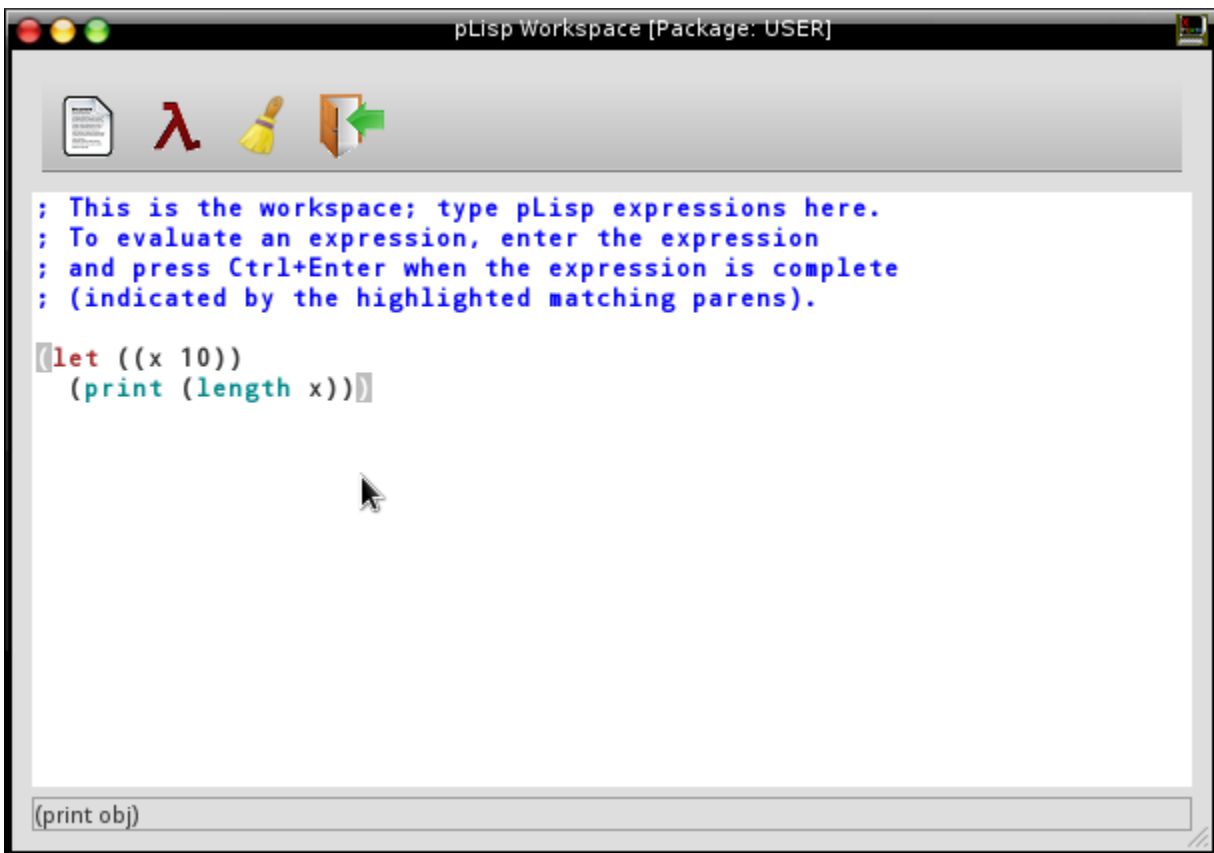 pLisp Workspace [Package: USER]
; This is the workspace; type pLisp expressions here.
; To evaluate an expression, enter the expression
; and press Ctrl+Enter when the expression is complete
; (indicated by the highlighted matching parens).
(let ((x 10))
(print (length x)))
(print obj)